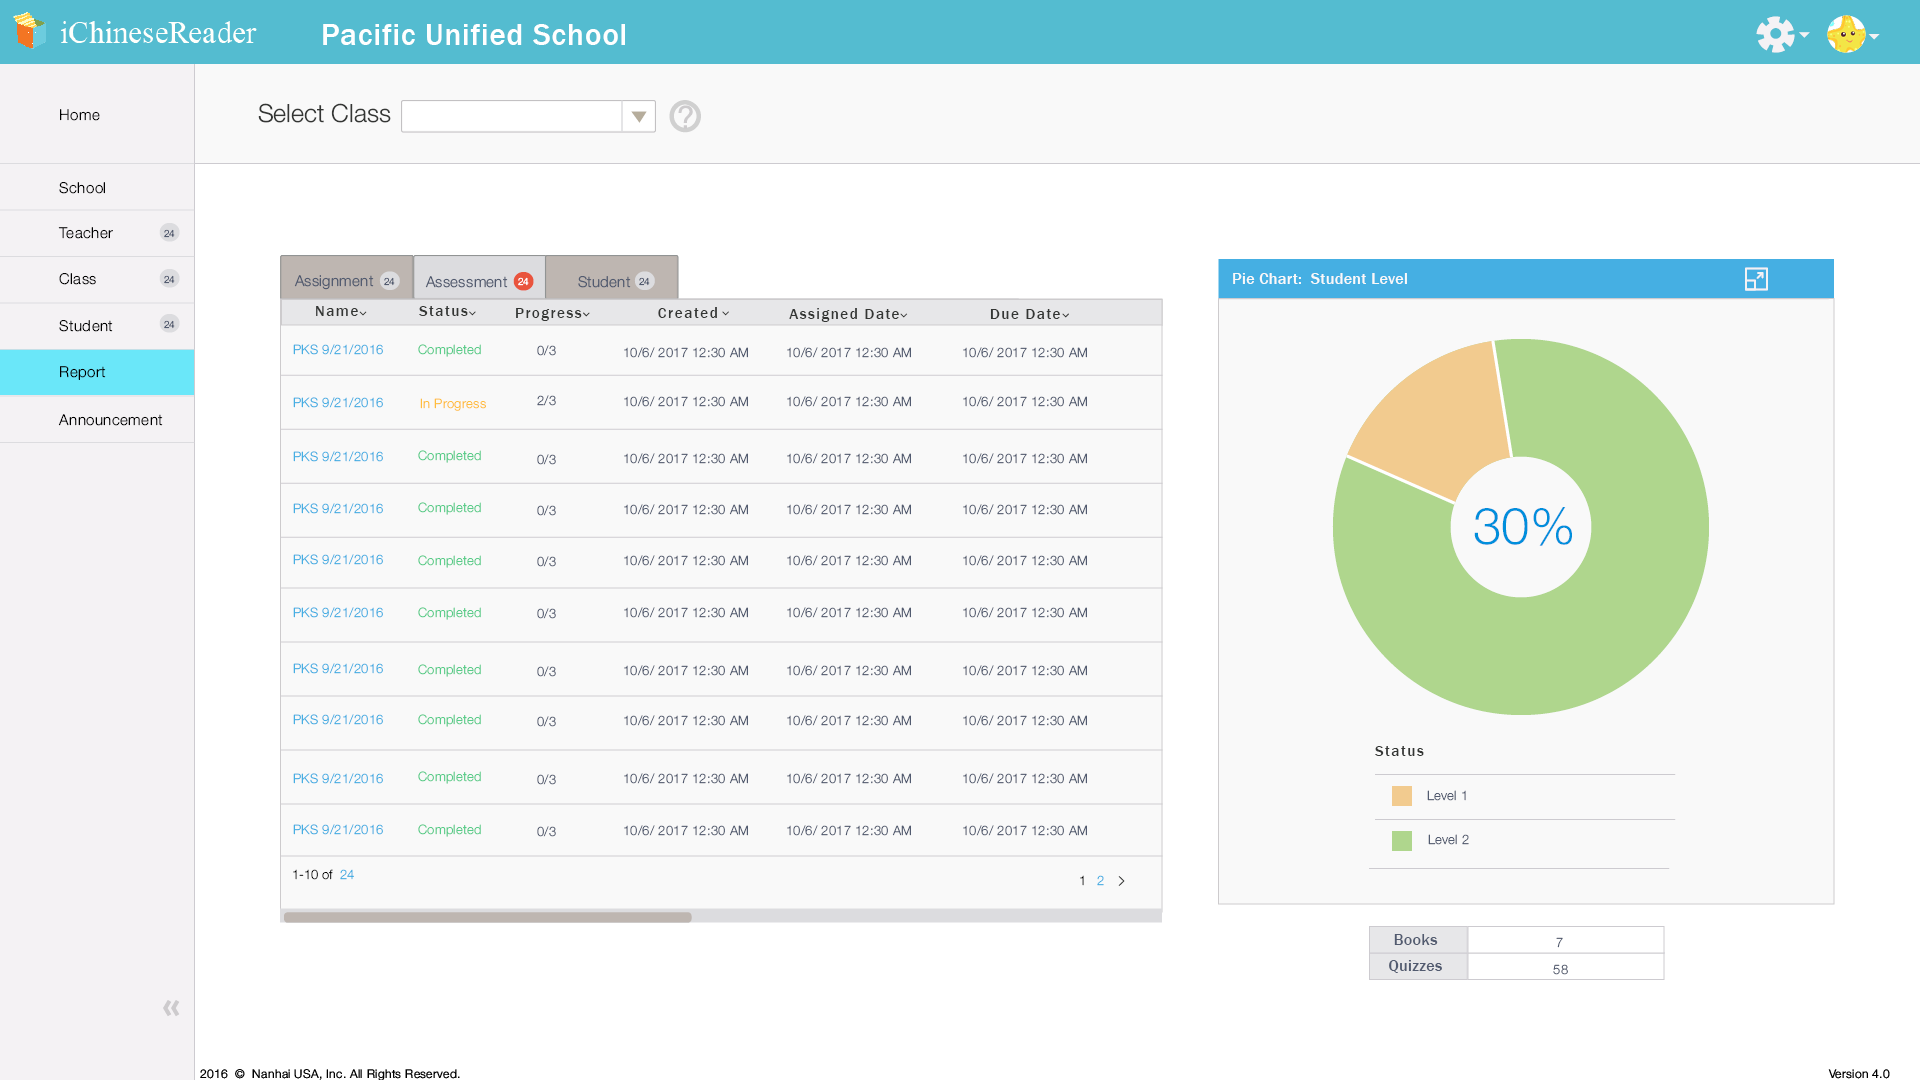 iChineseReader
Pacific Unified School
Home
School
Teacher 24
Class 24
Student 24
Report
Announcement
«
Select Class ?
Assignment 24 Assessment 24 Student 24
Name Status Progress Created Assigned Date Due Date
PKS 9/21/2016 Completed 0/3 10/6/ 2017 12:30 AM 10/6/ 2017 12:30 AM 10/6/ 2017 12:30 AM
PKS 9/21/2016 In Progress 2/3 10/6/ 2017 12:30 AM 10/6/ 2017 12:30 AM 10/6/ 2017 12:30 AM
PKS 9/21/2016 Completed 0/3 10/6/ 2017 12:30 AM 10/6/ 2017 12:30 AM 10/6/ 2017 12:30 AM
PKS 9/21/2016 Completed 0/3 10/6/ 2017 12:30 AM 10/6/ 2017 12:30 AM 10/6/ 2017 12:30 AM
PKS 9/21/2016 Completed 0/3 10/6/ 2017 12:30 AM 10/6/ 2017 12:30 AM 10/6/ 2017 12:30 AM
PKS 9/21/2016 Completed 0/3 10/6/ 2017 12:30 AM 10/6/ 2017 12:30 AM 10/6/ 2017 12:30 AM
PKS 9/21/2016 Completed 0/3 10/6/ 2017 12:30 AM 10/6/ 2017 12:30 AM 10/6/ 2017 12:30 AM
PKS 9/21/2016 Completed 0/3 10/6/ 2017 12:30 AM 10/6/ 2017 12:30 AM 10/6/ 2017 12:30 AM
PKS 9/21/2016 Completed 0/3 10/6/ 2017 12:30 AM 10/6/ 2017 12:30 AM 10/6/ 2017 12:30 AM
PKS 9/21/2016 Completed 0/3 10/6/ 2017 12:30 AM 10/6/ 2017 12:30 AM 10/6/ 2017 12:30 AM
1-10 of 24
1 2 >
Pie Chart: Student Level
30%
Status
Level 1
Level 2
Books 7
Quizzes 58
2016 © Nanhai USA, Inc. All Rights Reserved.
Version 4.0